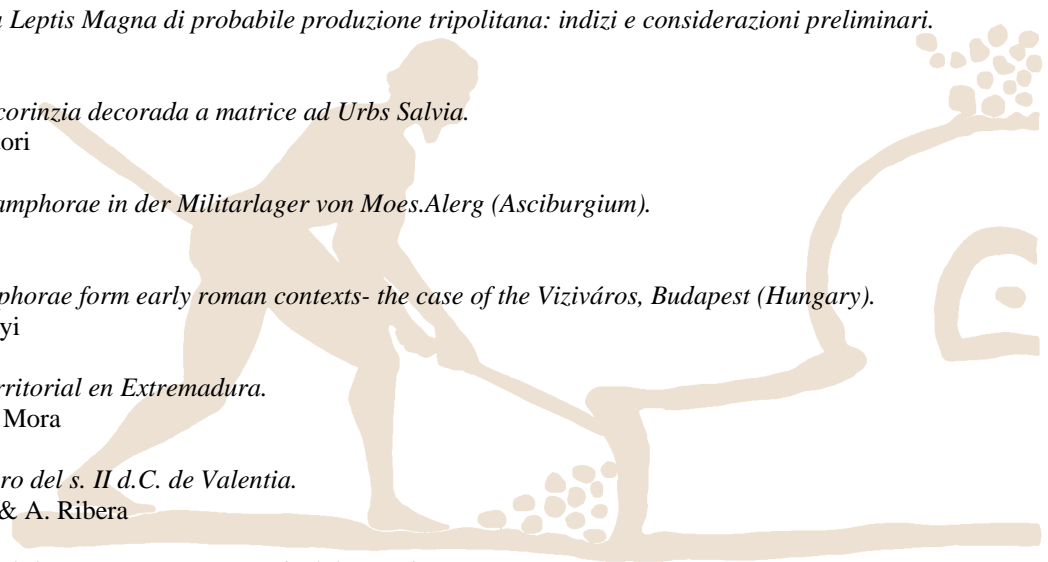 Leptis Magna di probabile produzione tripolitana: indizi e considerazioni preliminari.
corinzia decorada a matrice ad Urbs Salvia.
ori
amphorae in der Militarlager von Moes.Alerg (Asciburgium).
phorae form early roman contexts- the case of the Viziváros, Budapest (Hungary).
yi
rritorial en Extremadura.
Mora
ro del s. II d.C. de Valentia.
& A. Ribera